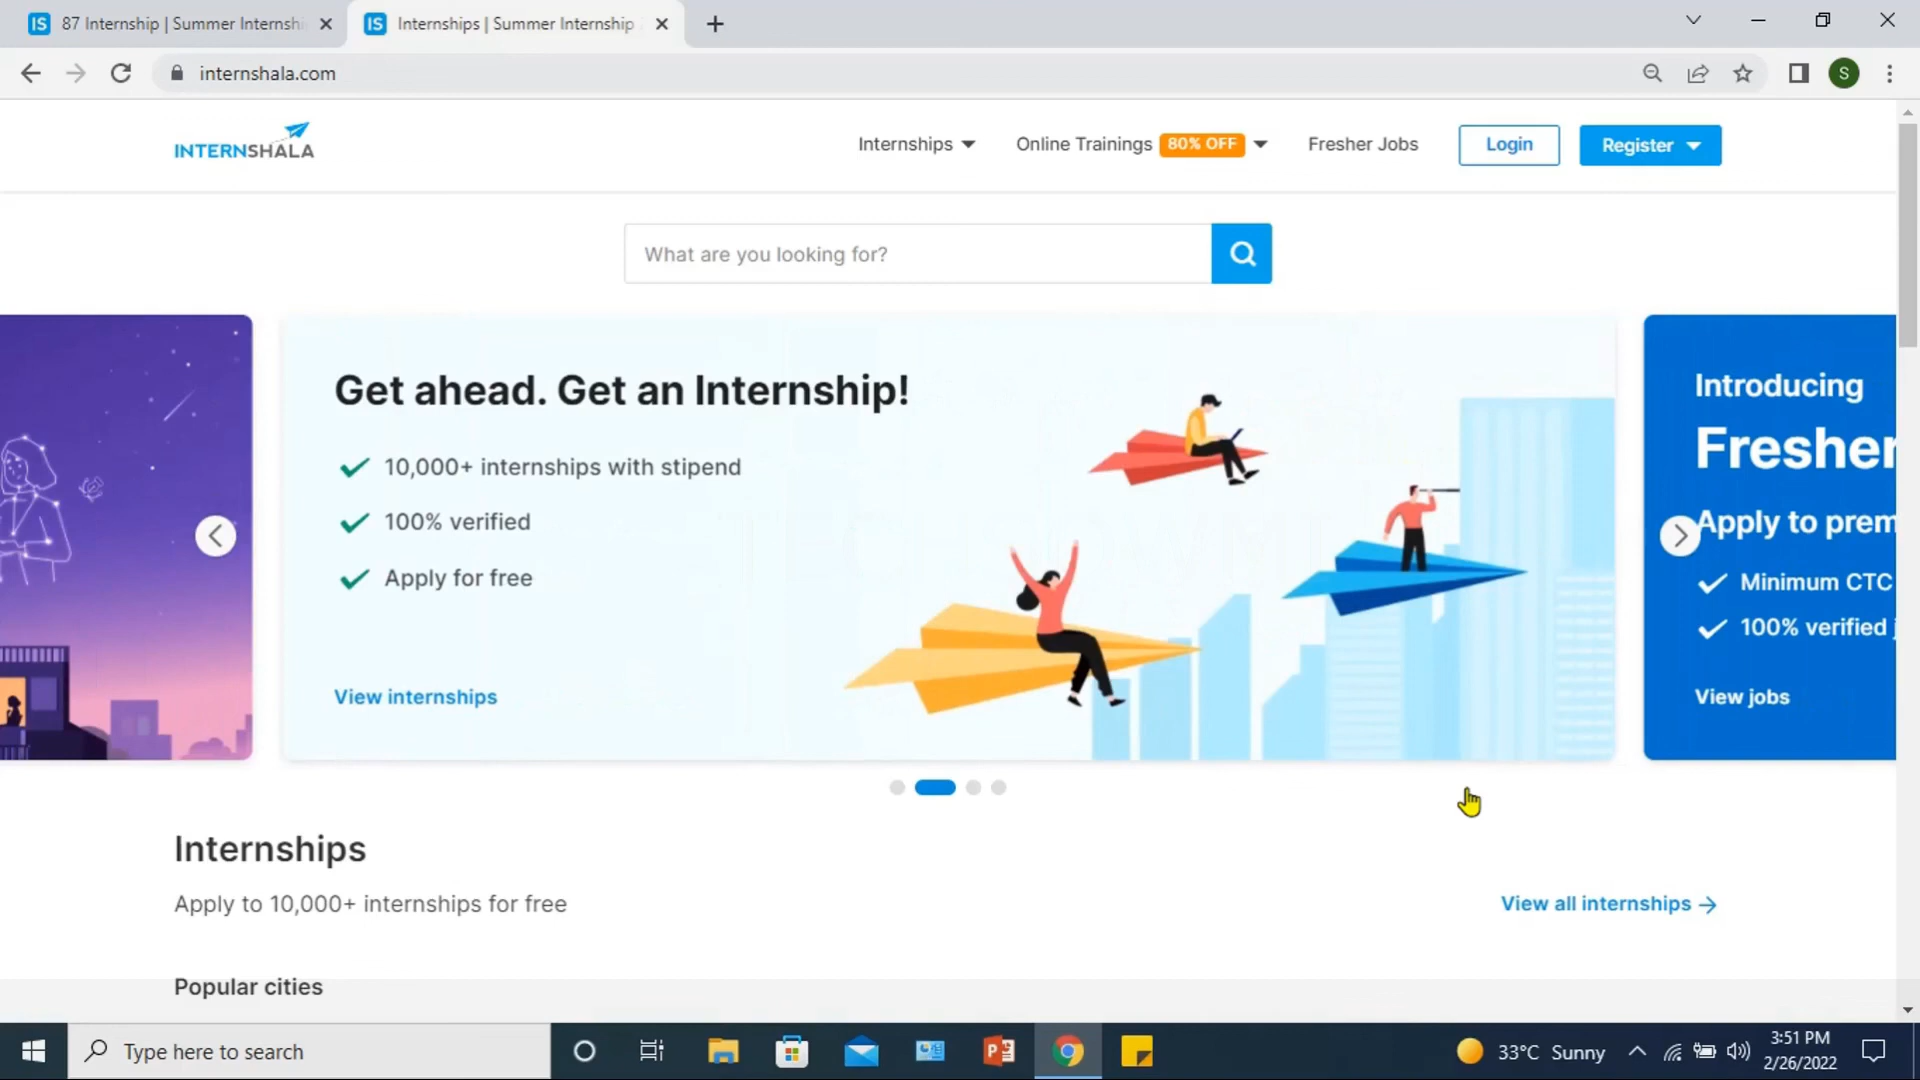 IS 87 Internship | Summer Internshi
IS Internships | Summer Internship
internshala.com
S
INTERNSHALA
Internships
Online Trainings 80% OFF
Fresher Jobs
Login
Register
What are you looking for?
Get ahead. Get an Internship!
10,000+ internships with stipend
100% verified
Apply for free
View internships
Introducing
Fresher
Apply to prem
Minimum CTC
100% verified j
View jobs
Internships
Apply to 10,000+ internships for free
View all internships
Popular cities
Type here to search
33°C Sunny
3:51 PM
2/26/2022